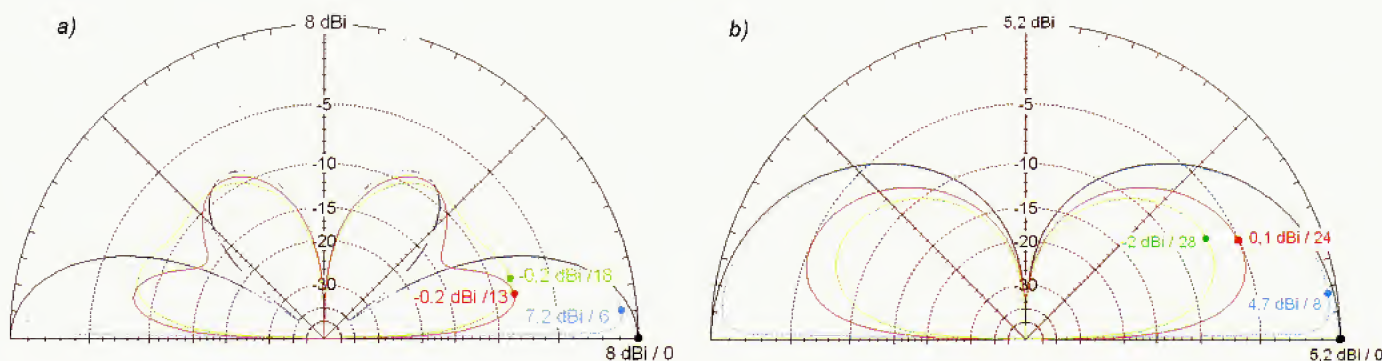 a)
8 dBi
-5
-10
-15
-20
-30
-0.2 dBi /18
-0.2 dBi /13
7.2 dBi / 6
8 dBi / 0
b)
5,2 dBi
-5
-10
-15
-20
-30
-2 dBi / 28
0,1 dBi / 24
4.7 dBi / 8
5,2 dBi / 0